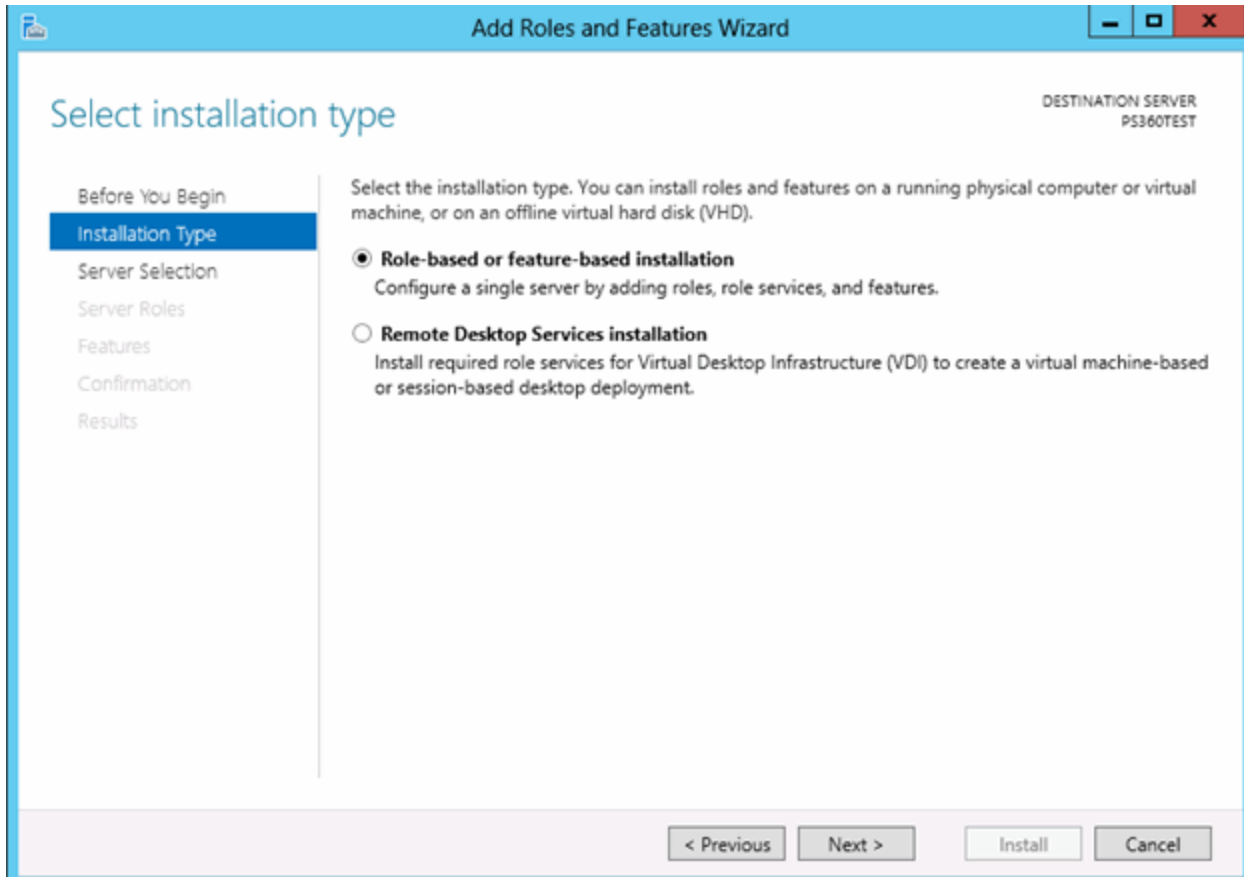 Add Roles and Features Wizard
Select installation type
DESTINATION SERVER
PS360TEST
Before You Begin
Installation Type
Server Selection
Server Roles
Features
Confirmation
Results
Select the installation type. You can install roles and features on a running physical computer or virtual
machine, or on an offline virtual hard disk (VHD).
Role-based or feature-based installation
Configure a single server by adding roles, role services, and features.
Remote Desktop Services installation
Install required role services for Virtual Desktop Infrastructure (VDI) to create a virtual machine-based
or session-based desktop deployment.
< Previous Next > Install Cancel